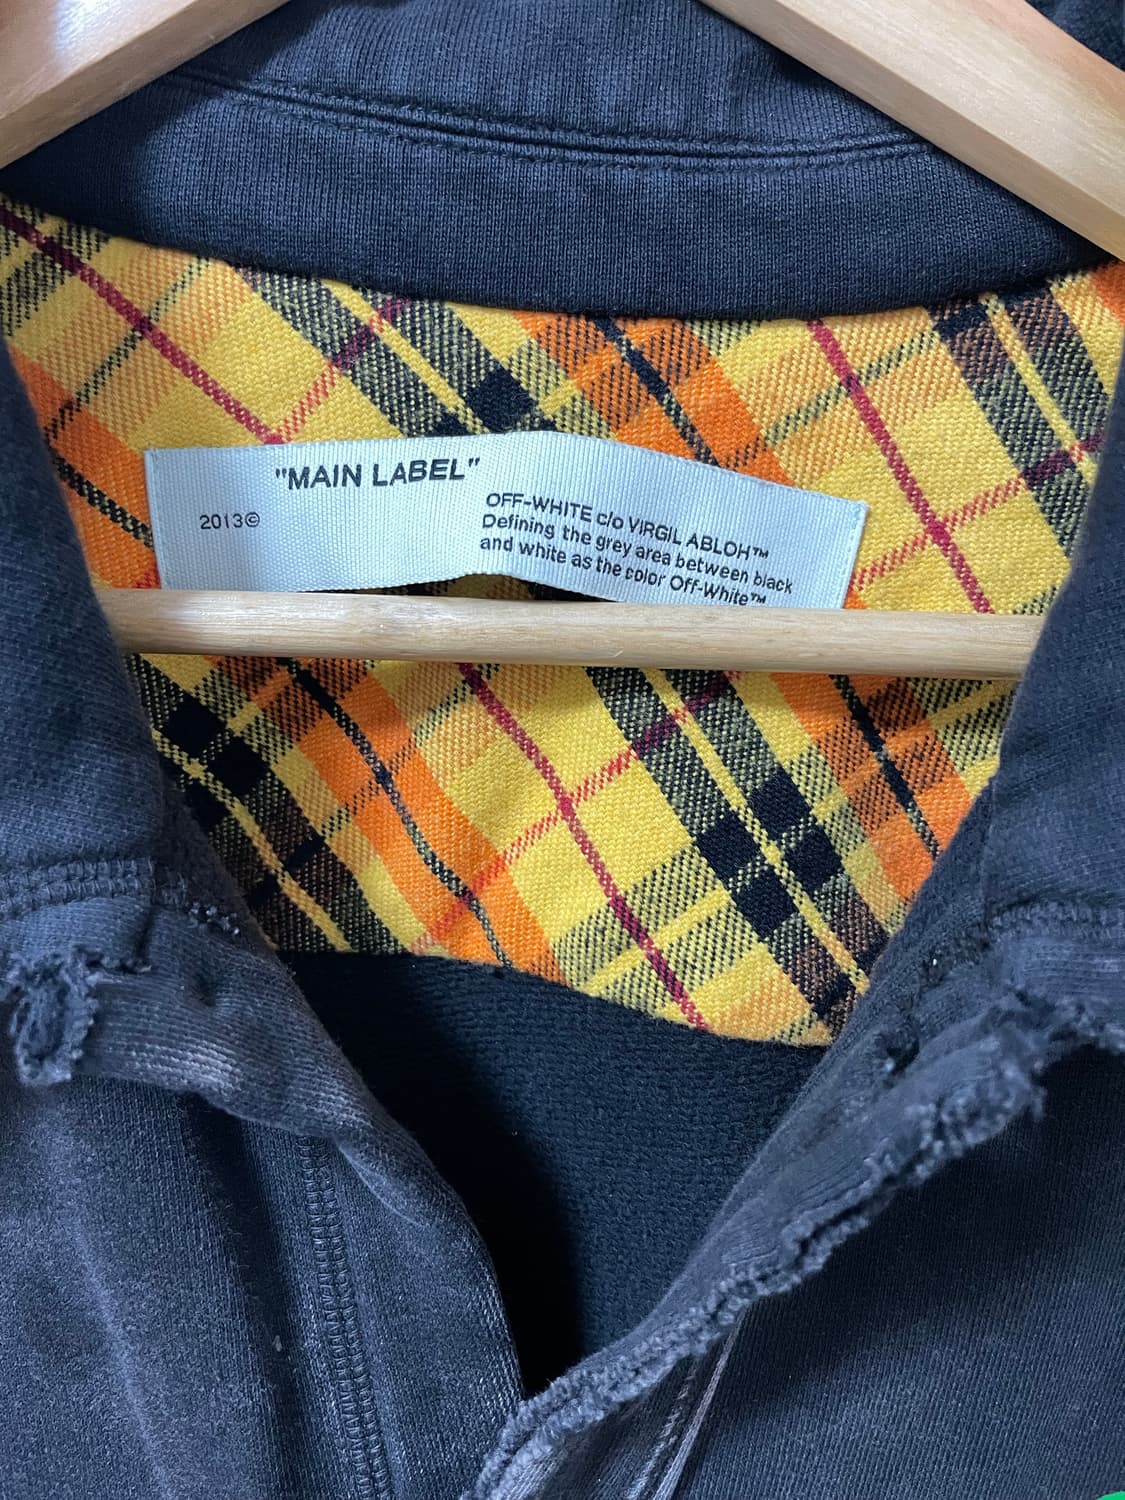 "MAIN LABEL"
2013©
OFF-WHITE c/o VIRGIL ABLOH™
Defining the grey area between black
and white as the color Off-White™